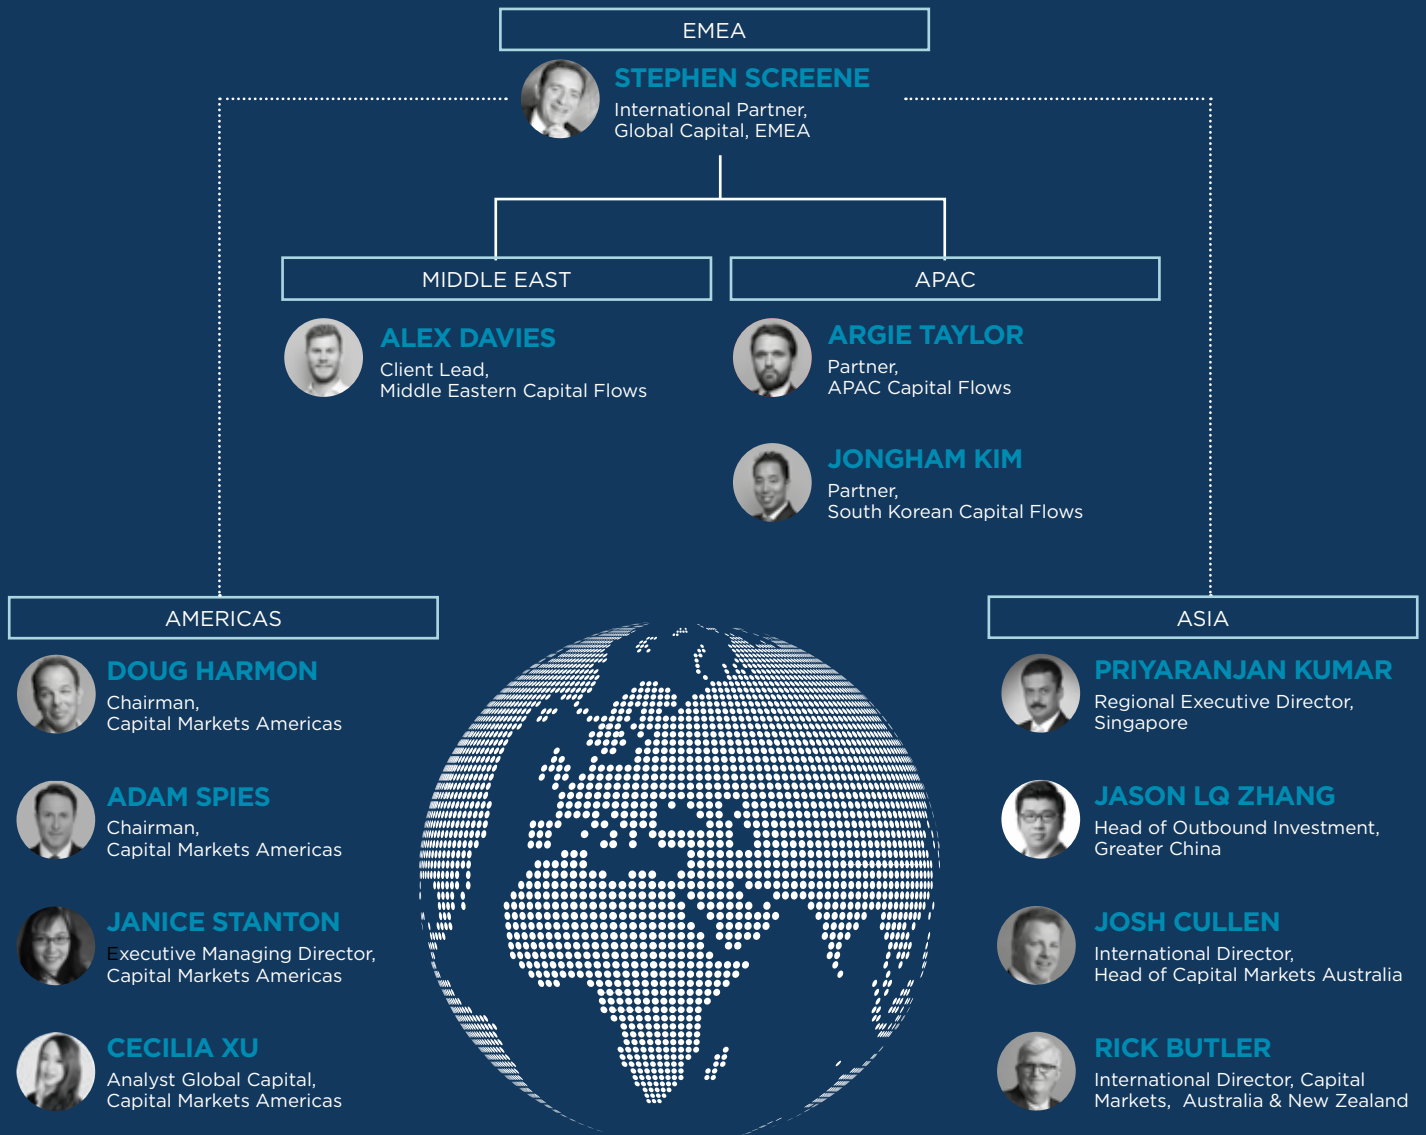 EMEA
STEPHEN SCREENE
International Partner,
Global Capital, EMEA
MIDDLE EAST
ALEX DAVIES
Client Lead,
Middle Eastern Capital Flows
APAC
ARGIE TAYLOR
Partner,
APAC Capital Flows
JONGHAM KIM
Partner,
South Korean Capital Flows
AMERICAS
DOUG HARMON
Chairman,
Capital Markets Americas
ADAM SPIES
Chairman,
Capital Markets Americas
JANICE STANTON
Executive Managing Director,
Capital Markets Americas
CECILIA XU
Analyst Global Capital,
Capital Markets Americas
ASIA
PRIYARANJAN KUMAR
Regional Executive Director,
Singapore
JASON LQ ZHANG
Head of Outbound Investment,
Greater China
JOSH CULLEN
International Director,
Head of Capital Markets Australia
RICK BUTLER
International Director, Capital
Markets, Australia & New Zealand